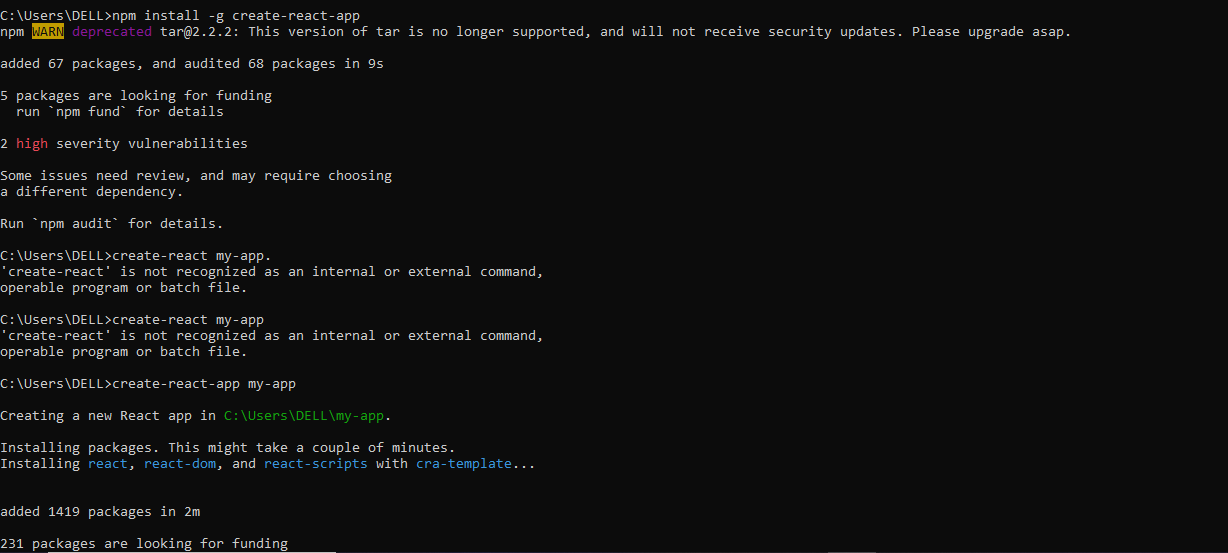 C:\Users\DELL>npm install -g create-react-app
npm WARN deprecated tar@2.2.2: This version of tar is no longer supported, and will not receive security updates. Please upgrade asap.
added 67 packages, and audited 68 packages in 9s
5 packages are looking for funding
  run `npm fund` for details
2 high severity vulnerabilities
Some issues need review, and may require choosing
a different dependency.
Run `npm audit` for details.
C:\Users\DELL>create-react my-app.
'create-react' is not recognized as an internal or external command,
operable program or batch file.
C:\Users\DELL>create-react my-app
'create-react' is not recognized as an internal or external command,
operable program or batch file.
C:\Users\DELL>create-react-app my-app
Creating a new React app in C:\Users\DELL\my-app.
Installing packages. This might take a couple of minutes.
Installing react, react-dom, and react-scripts with cra-template...
added 1419 packages in 2m
231 packages are looking for funding